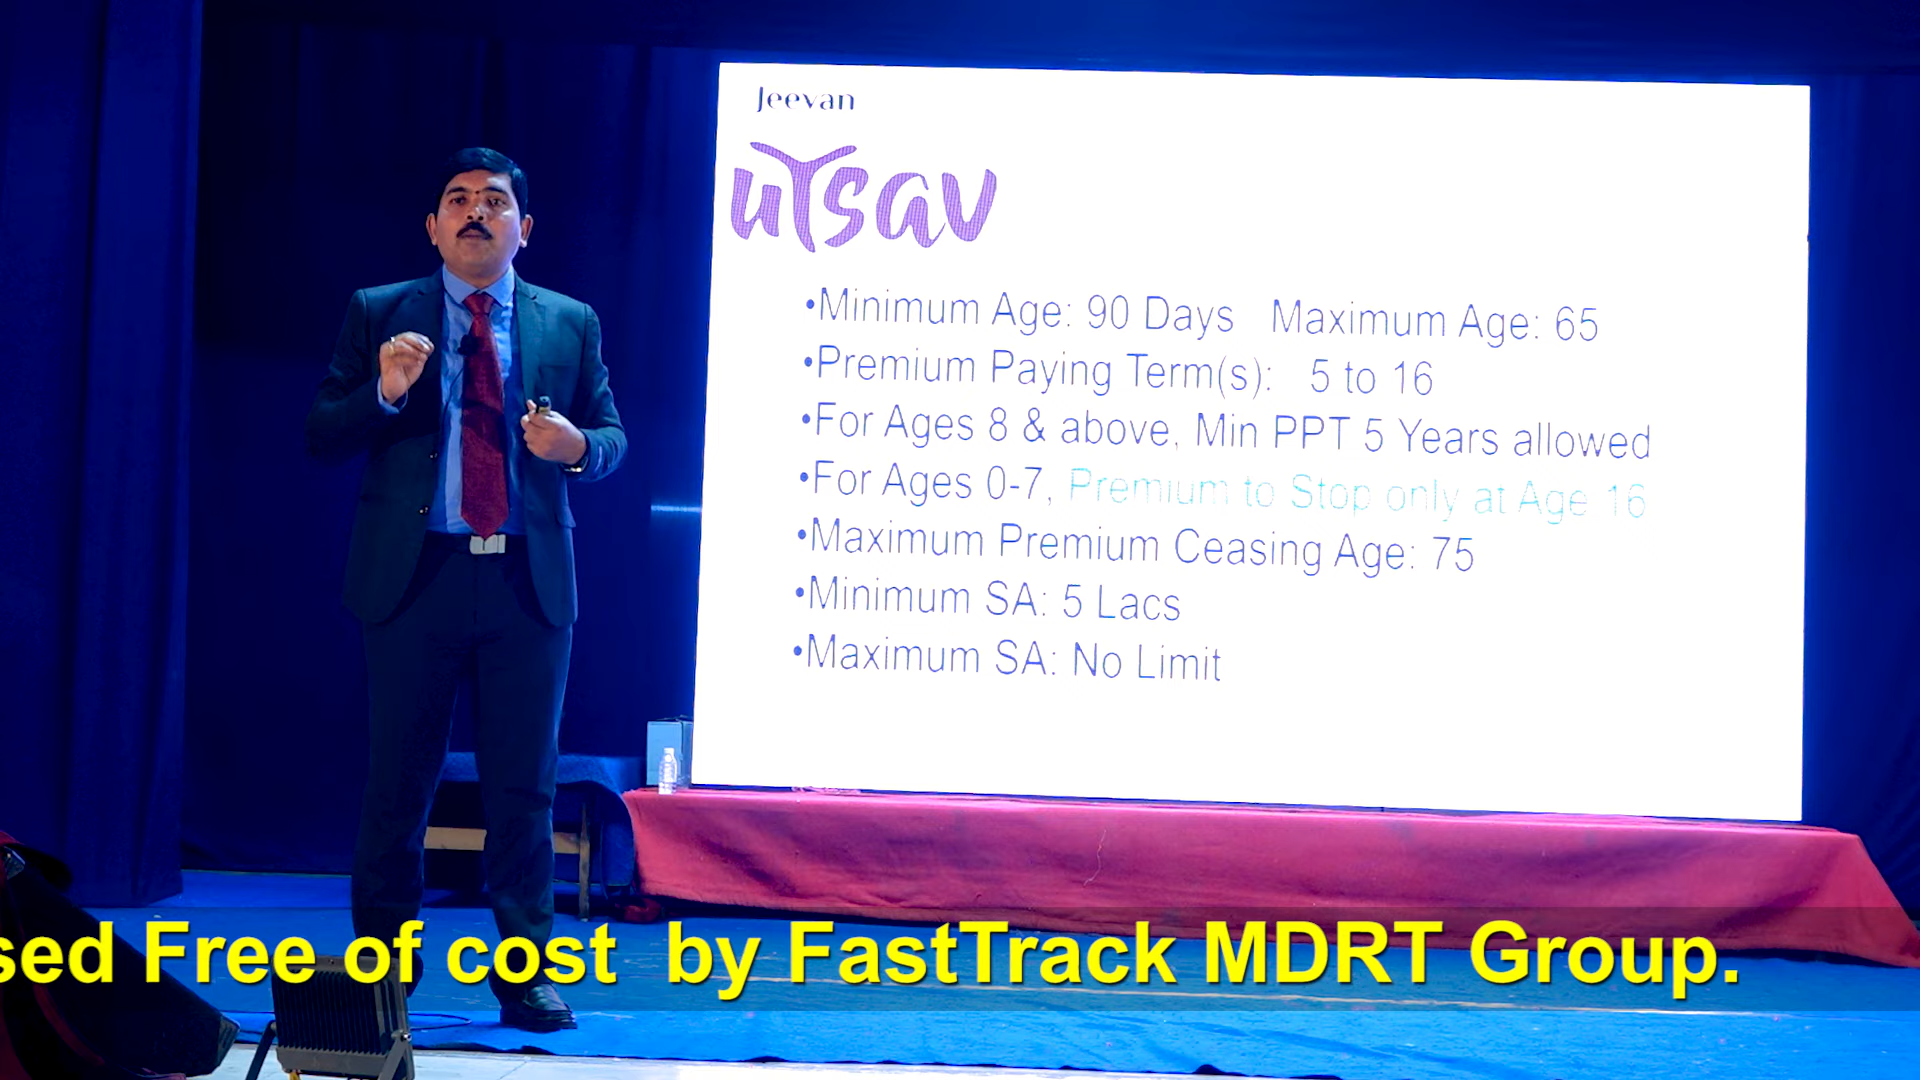 Jeevan
utsav
•Minimum Age: 90 Days Maximum Age: 65
•Premium Paying Term(s): 5 to 16
•For Ages 8 & above, Min PPT 5 Years allowed
•For Ages 0-7, Premium to Stop only at Age 16
•Maximum Premium Ceasing Age: 75
•Minimum SA: 5 Lacs
•Maximum SA: No Limit
Free of cost by FastTrack MDRT Group.